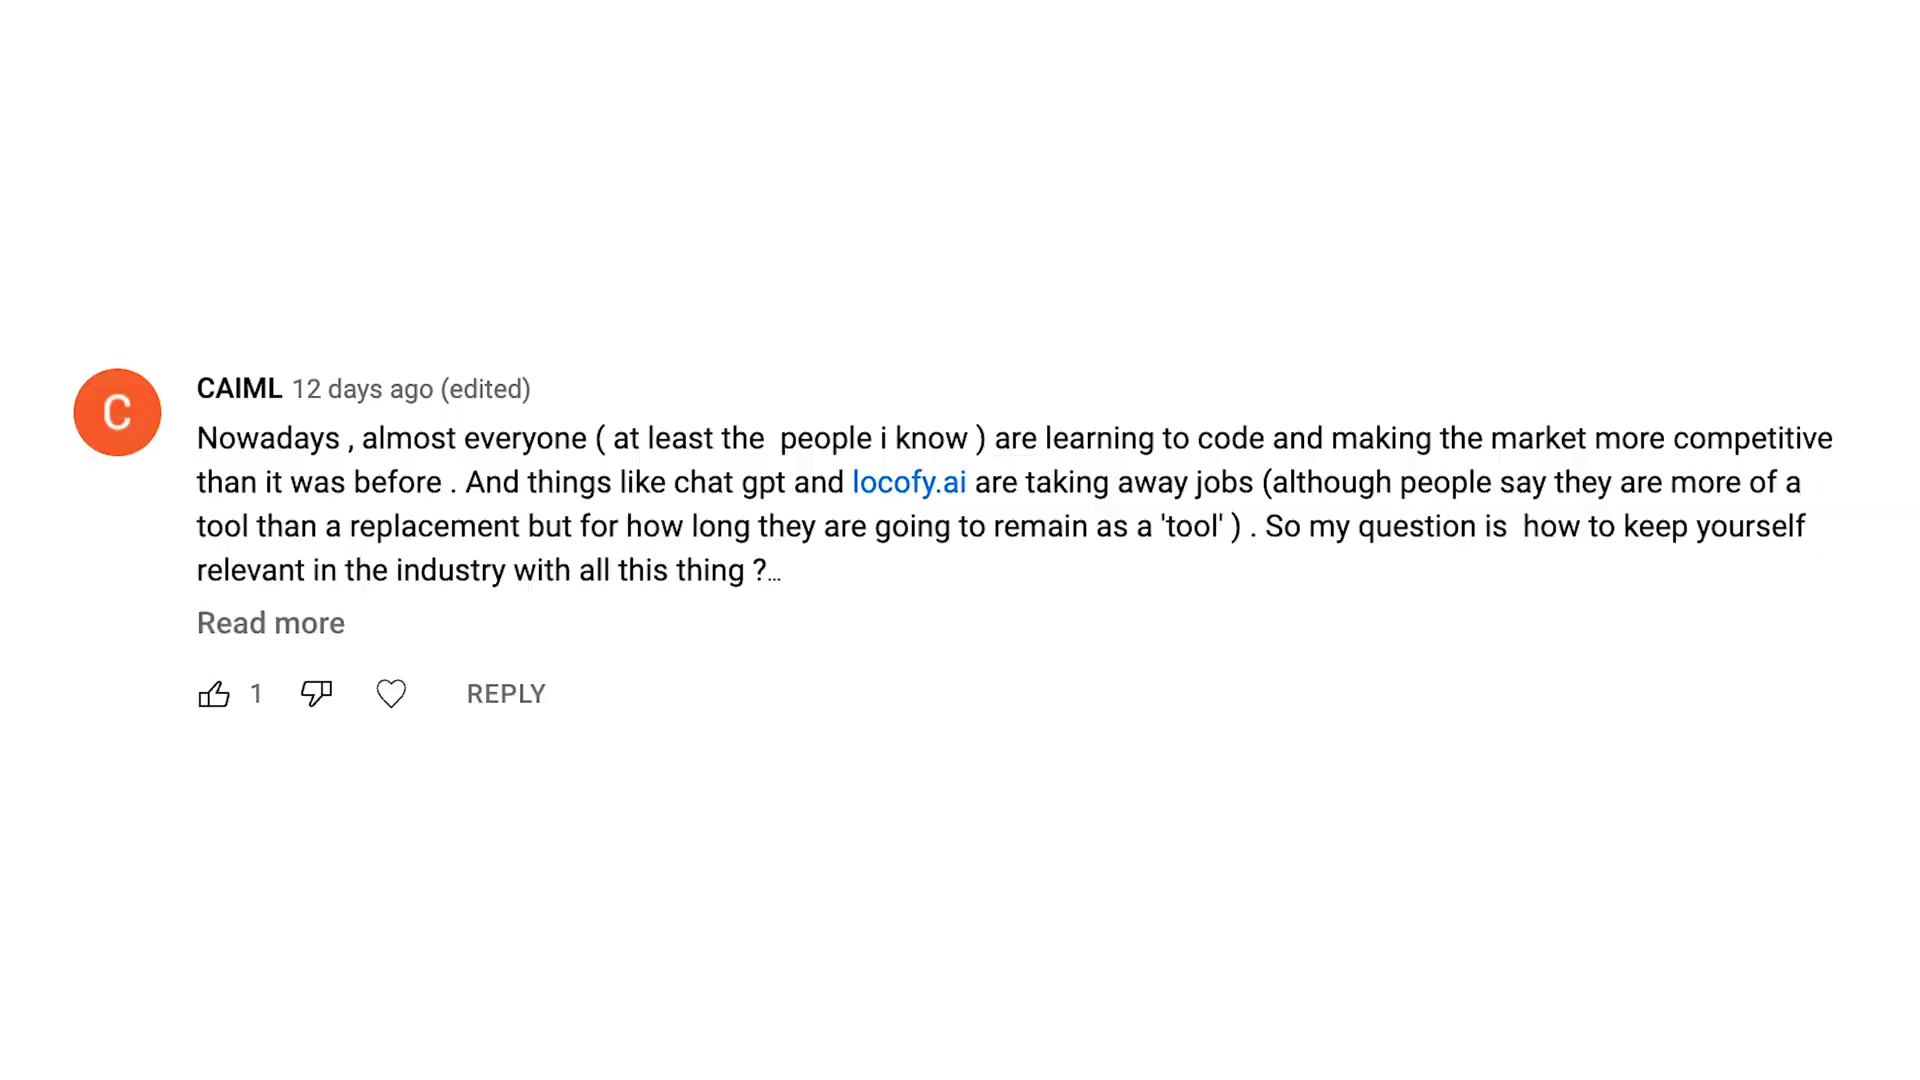 C
CAIML 12 days ago (edited)
Nowadays , almost everyone ( at least the  people i know ) are learning to code and making the market more competitive
than it was before . And things like chat gpt and locofy.ai are taking away jobs (although people say they are more of a
tool than a replacement but for how long they are going to remain as a 'tool' ) . So my question is  how to keep yourself
relevant in the industry with all this thing ?...
Read more
1 REPLY